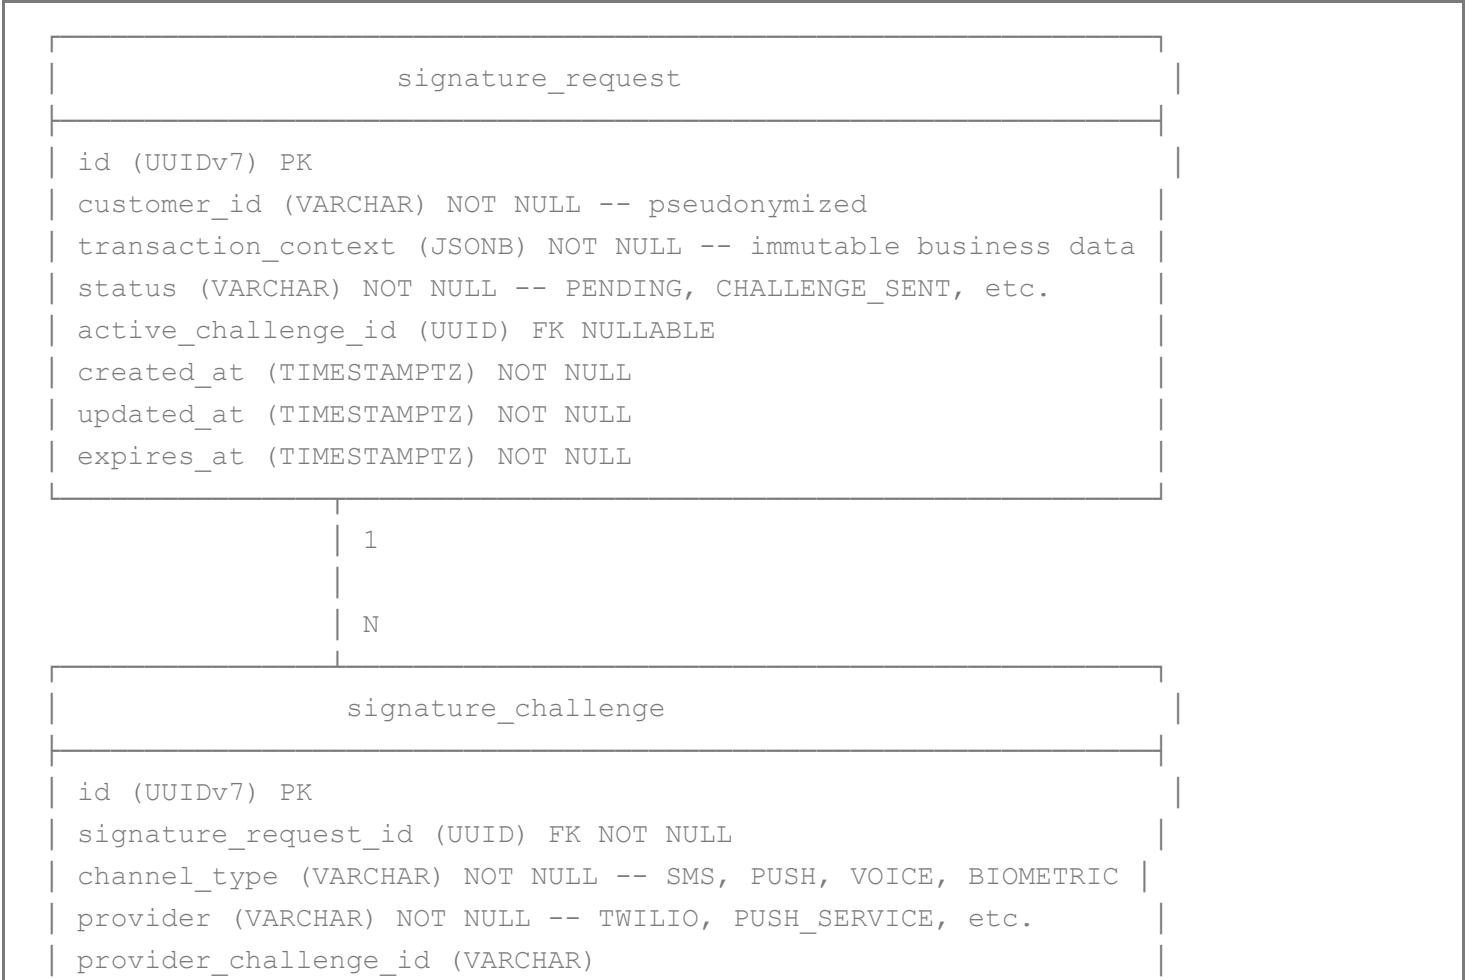 signature_request
id (UUIDv7) PK
customer_id (VARCHAR) NOT NULL -- pseudonymized
transaction_context (JSONB) NOT NULL -- immutable business data
status (VARCHAR) NOT NULL -- PENDING, CHALLENGE_SENT, etc.
active_challenge_id (UUID) FK NULLABLE
created_at (TIMESTAMPTZ) NOT NULL
updated_at (TIMESTAMPTZ) NOT NULL
expires_at (TIMESTAMPTZ) NOT NULL
1
N
signature_challenge
id (UUIDv7) PK
signature_request_id (UUID) FK NOT NULL
channel_type (VARCHAR) NOT NULL -- SMS, PUSH, VOICE, BIOMETRIC
provider (VARCHAR) NOT NULL -- TWILIO, PUSH_SERVICE, etc.
provider_challenge_id (VARCHAR)